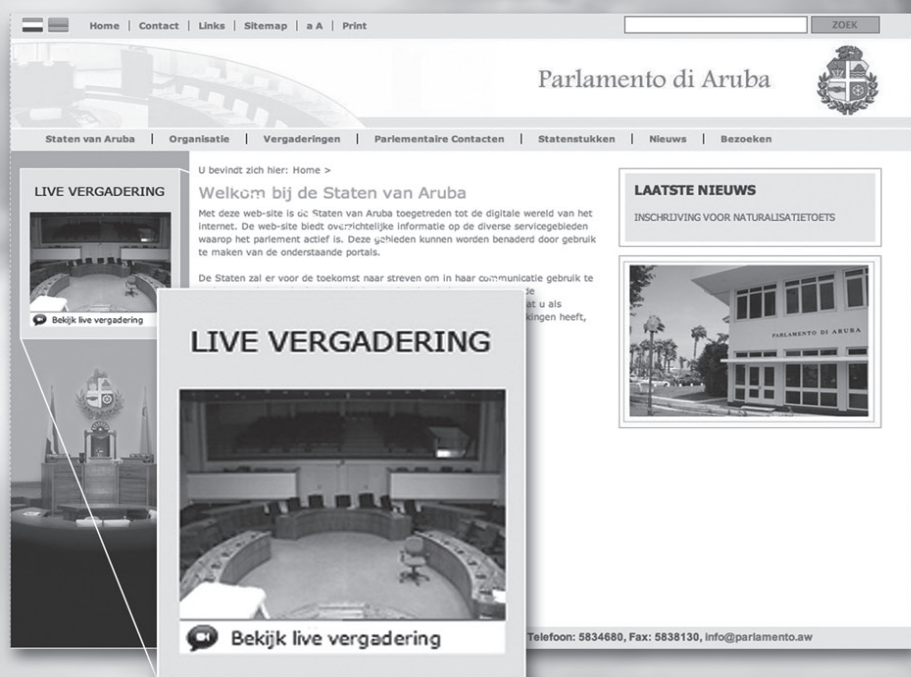 Home | Contact | Links | Sitemap | a A | Print
ZOEK
Parlamento di Aruba
Staten van Aruba | Organisatie | Vergaderingen | Parlementaire Contacten | Statenstukken | Nieuws | Bezoeken
LIVE VERGADERING
Bekijk live vergadering
U bevindt zich hier: Home >
Welkom bij de Staten van Aruba
Met deze web-site is de Staten van Aruba toegetreden tot de digitale wereld van het
internet. De web-site biedt overzichtelijke informatie op de diverse servicegebieden
waarop het parlement actief is. Deze gebieden kunnen worden benaderd door gebruik
te maken van de onderstaande portals.
De Staten zal er voor de toekomst naar streven om in haar communicatie gebruik te
de
at u als
kingen heeft,
LAATSTE NIEUWS
INSCHRIJVING VOOR NATURALISATIETOETS
PARLAMENTO DI ARUBA
LIVE VERGADERING
Bekijk live vergadering
Telefoon: 5834680, Fax: 5838130, info@parlamento.aw